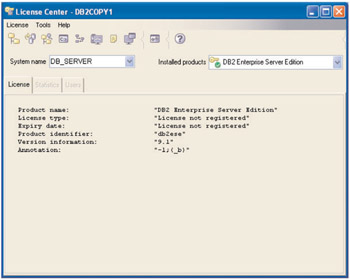 License Center - DB2COPY1
License Tools Help
System name DB_SERVER Installed products DB2 Enterprise Server Edition
License Statistics Users
Product name: "DB2 Enterprise Server Edition"
License type: "License not registered"
Expiry date: "License not registered"
Product identifier: "db2ese"
Version information: "9.1"
Annotation: "-1;(_b)"